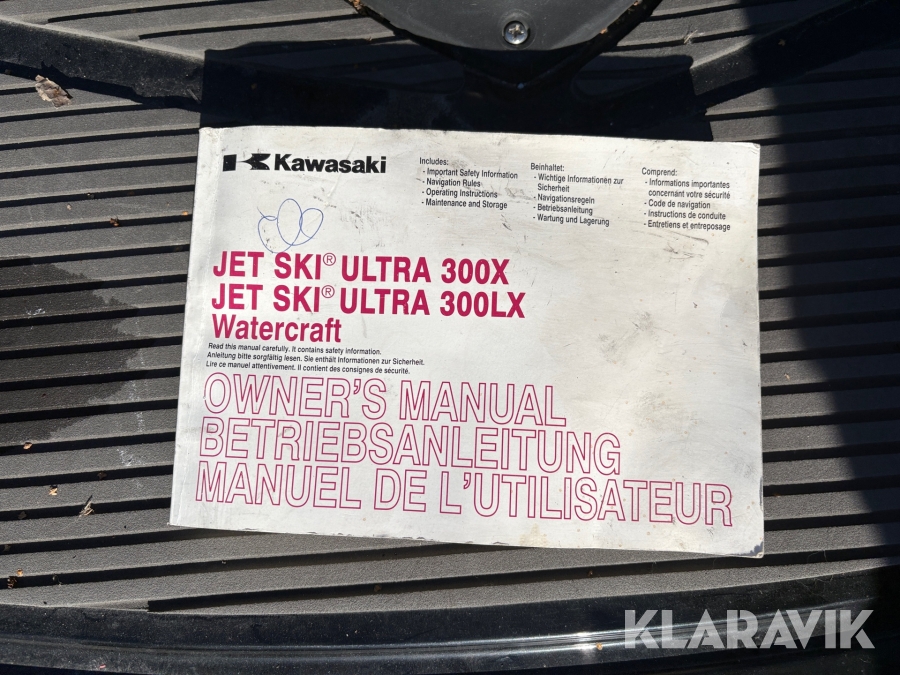 Kawasaki
Includes:
- Important Safety Information
- Navigation Rules
- Operating Instructions
- Maintenance and Storage
Beinhaltet:
- Wichtige Informationen zur
Sicherheit
- Navigationsregeln
- Betriebsanleitung
- Wartung und Lagerung
Comprend:
- Informations importantes
concernant votre sécurité
- Code de navigation
- Instructions de conduite
- Entretiens et entreposage
JET SKI® ULTRA 300X
JET SKI® ULTRA 300LX
Watercraft
Read this manual carefully. It contains safety information.
Anleitung bitte sorgfältig lesen. Sie enthält Informationen zur Sicherheit.
Lire ce manuel attentivement. Il contient des consignes de sécurité.
OWNER'S MANUAL
BETRIEBSANLEITUNG
MANUEL DE L'UTILISATEUR
KLARAVIK